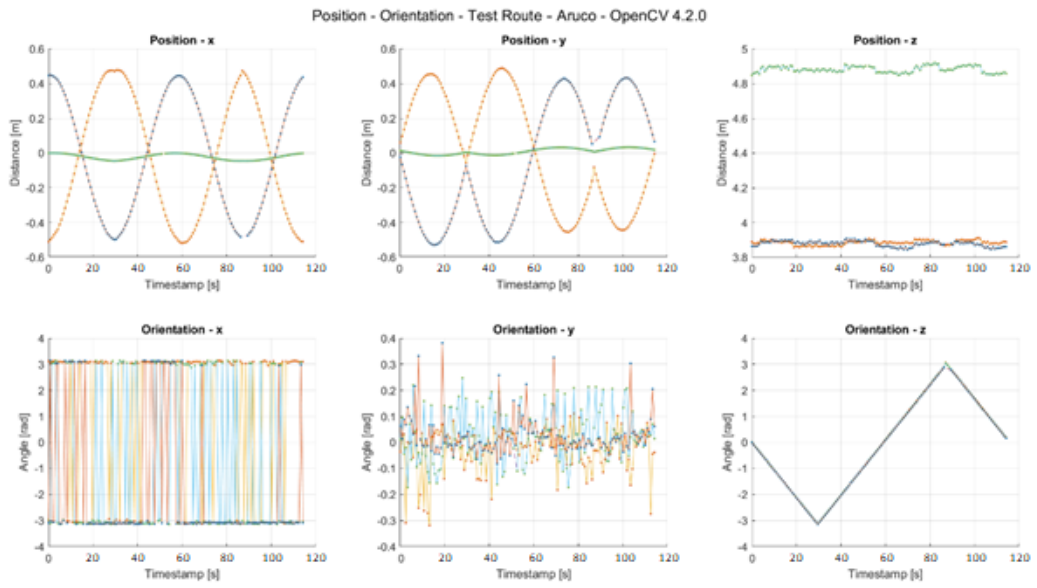 Position - Orientation - Test Route - Aruco - OpenCV 4.2.0
Position - x
Position - y
Position - z
0.6
0.4
0.2
0
-0.2
-0.4
-0.6
Distance [m]
0 20 40 60 80 100 120
Timestamp [s]
0.6
0.4
0.2
0
-0.2
-0.4
-0.6
Distance [m]
0 20 40 60 80 100 120
Timestamp [s]
5
4.8
4.6
4.4
4.2
4
3.8
Distance [m]
0 20 40 60 80 100 120
Timestamp [s]
Orientation - x
Orientation - y
Orientation - z
4
3
2
1
0
-1
-2
-3
-4
Angle [rad]
0 20 40 60 80 100 120
Timestamp [s]
0.4
0.3
0.2
0.1
0
-0.1
-0.2
-0.3
-0.4
Angle [rad]
0 20 40 60 80 100 120
Timestamp [s]
4
3
2
1
0
-1
-2
-3
-4
Angle [rad]
0 20 40 60 80 100 120
Timestamp [s]